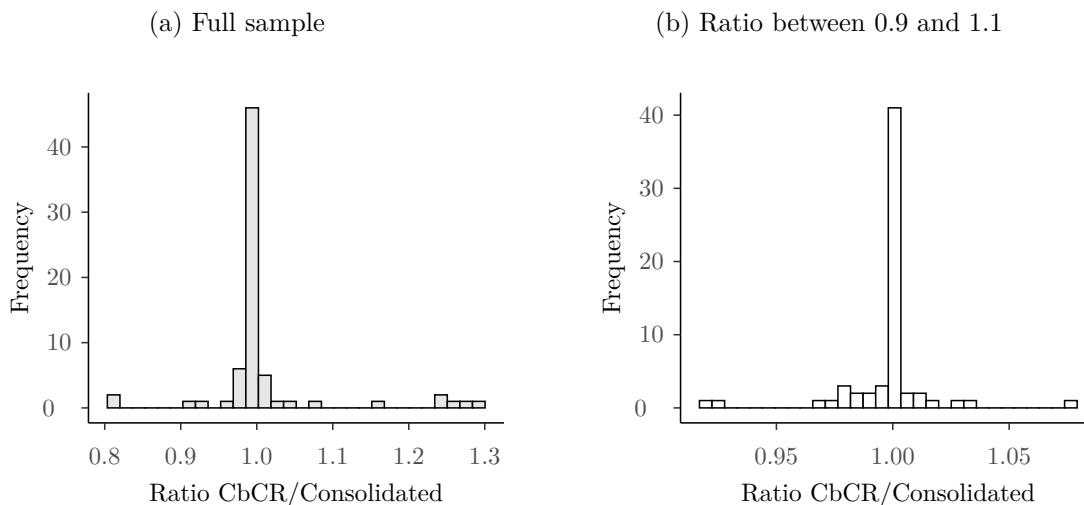 (a) Full sample
(b) Ratio between 0.9 and 1.1
Frequency
40
30
20
10
0
0.8 0.9 1.0 1.1 1.2 1.3
Ratio CbCR/Consolidated
Frequency
40
30
20
10
0
0.95 1.00 1.05
Ratio CbCR/Consolidated